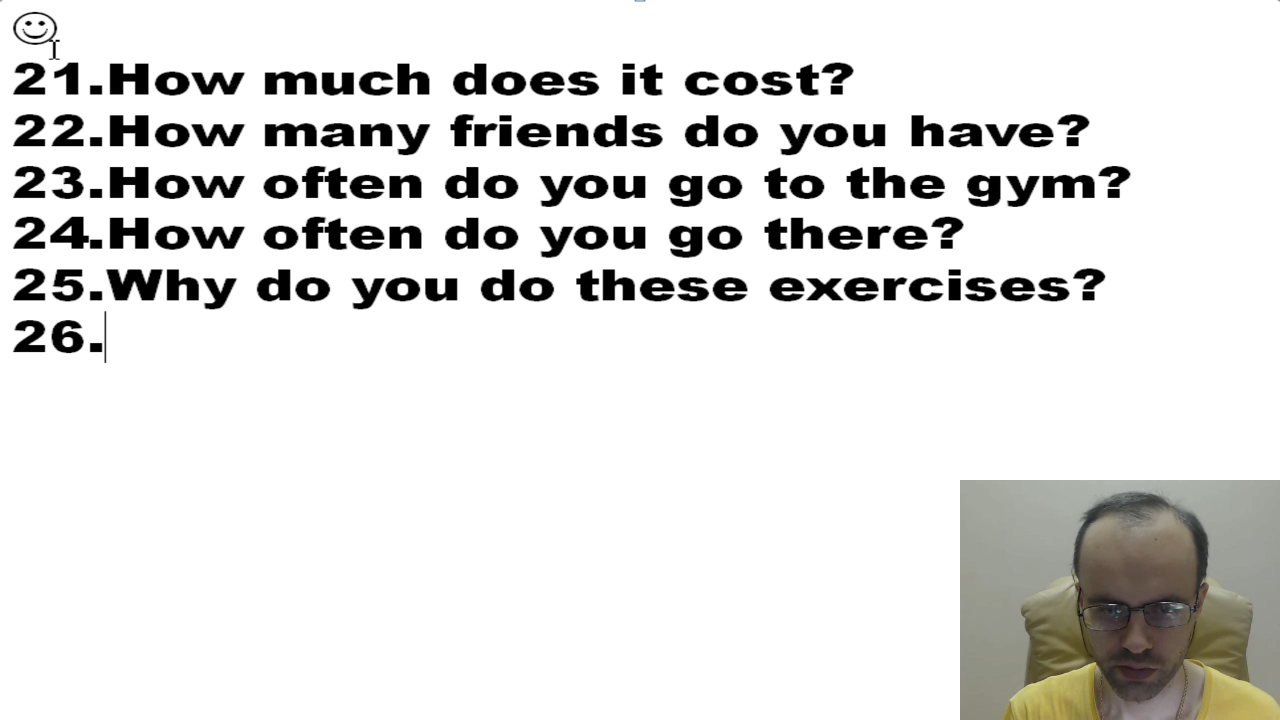 21.How much does it cost?
22.How many friends do you have?
23.How often do you go to the gym?
24.How often do you go there?
25.Why do you do these exercises?
26.